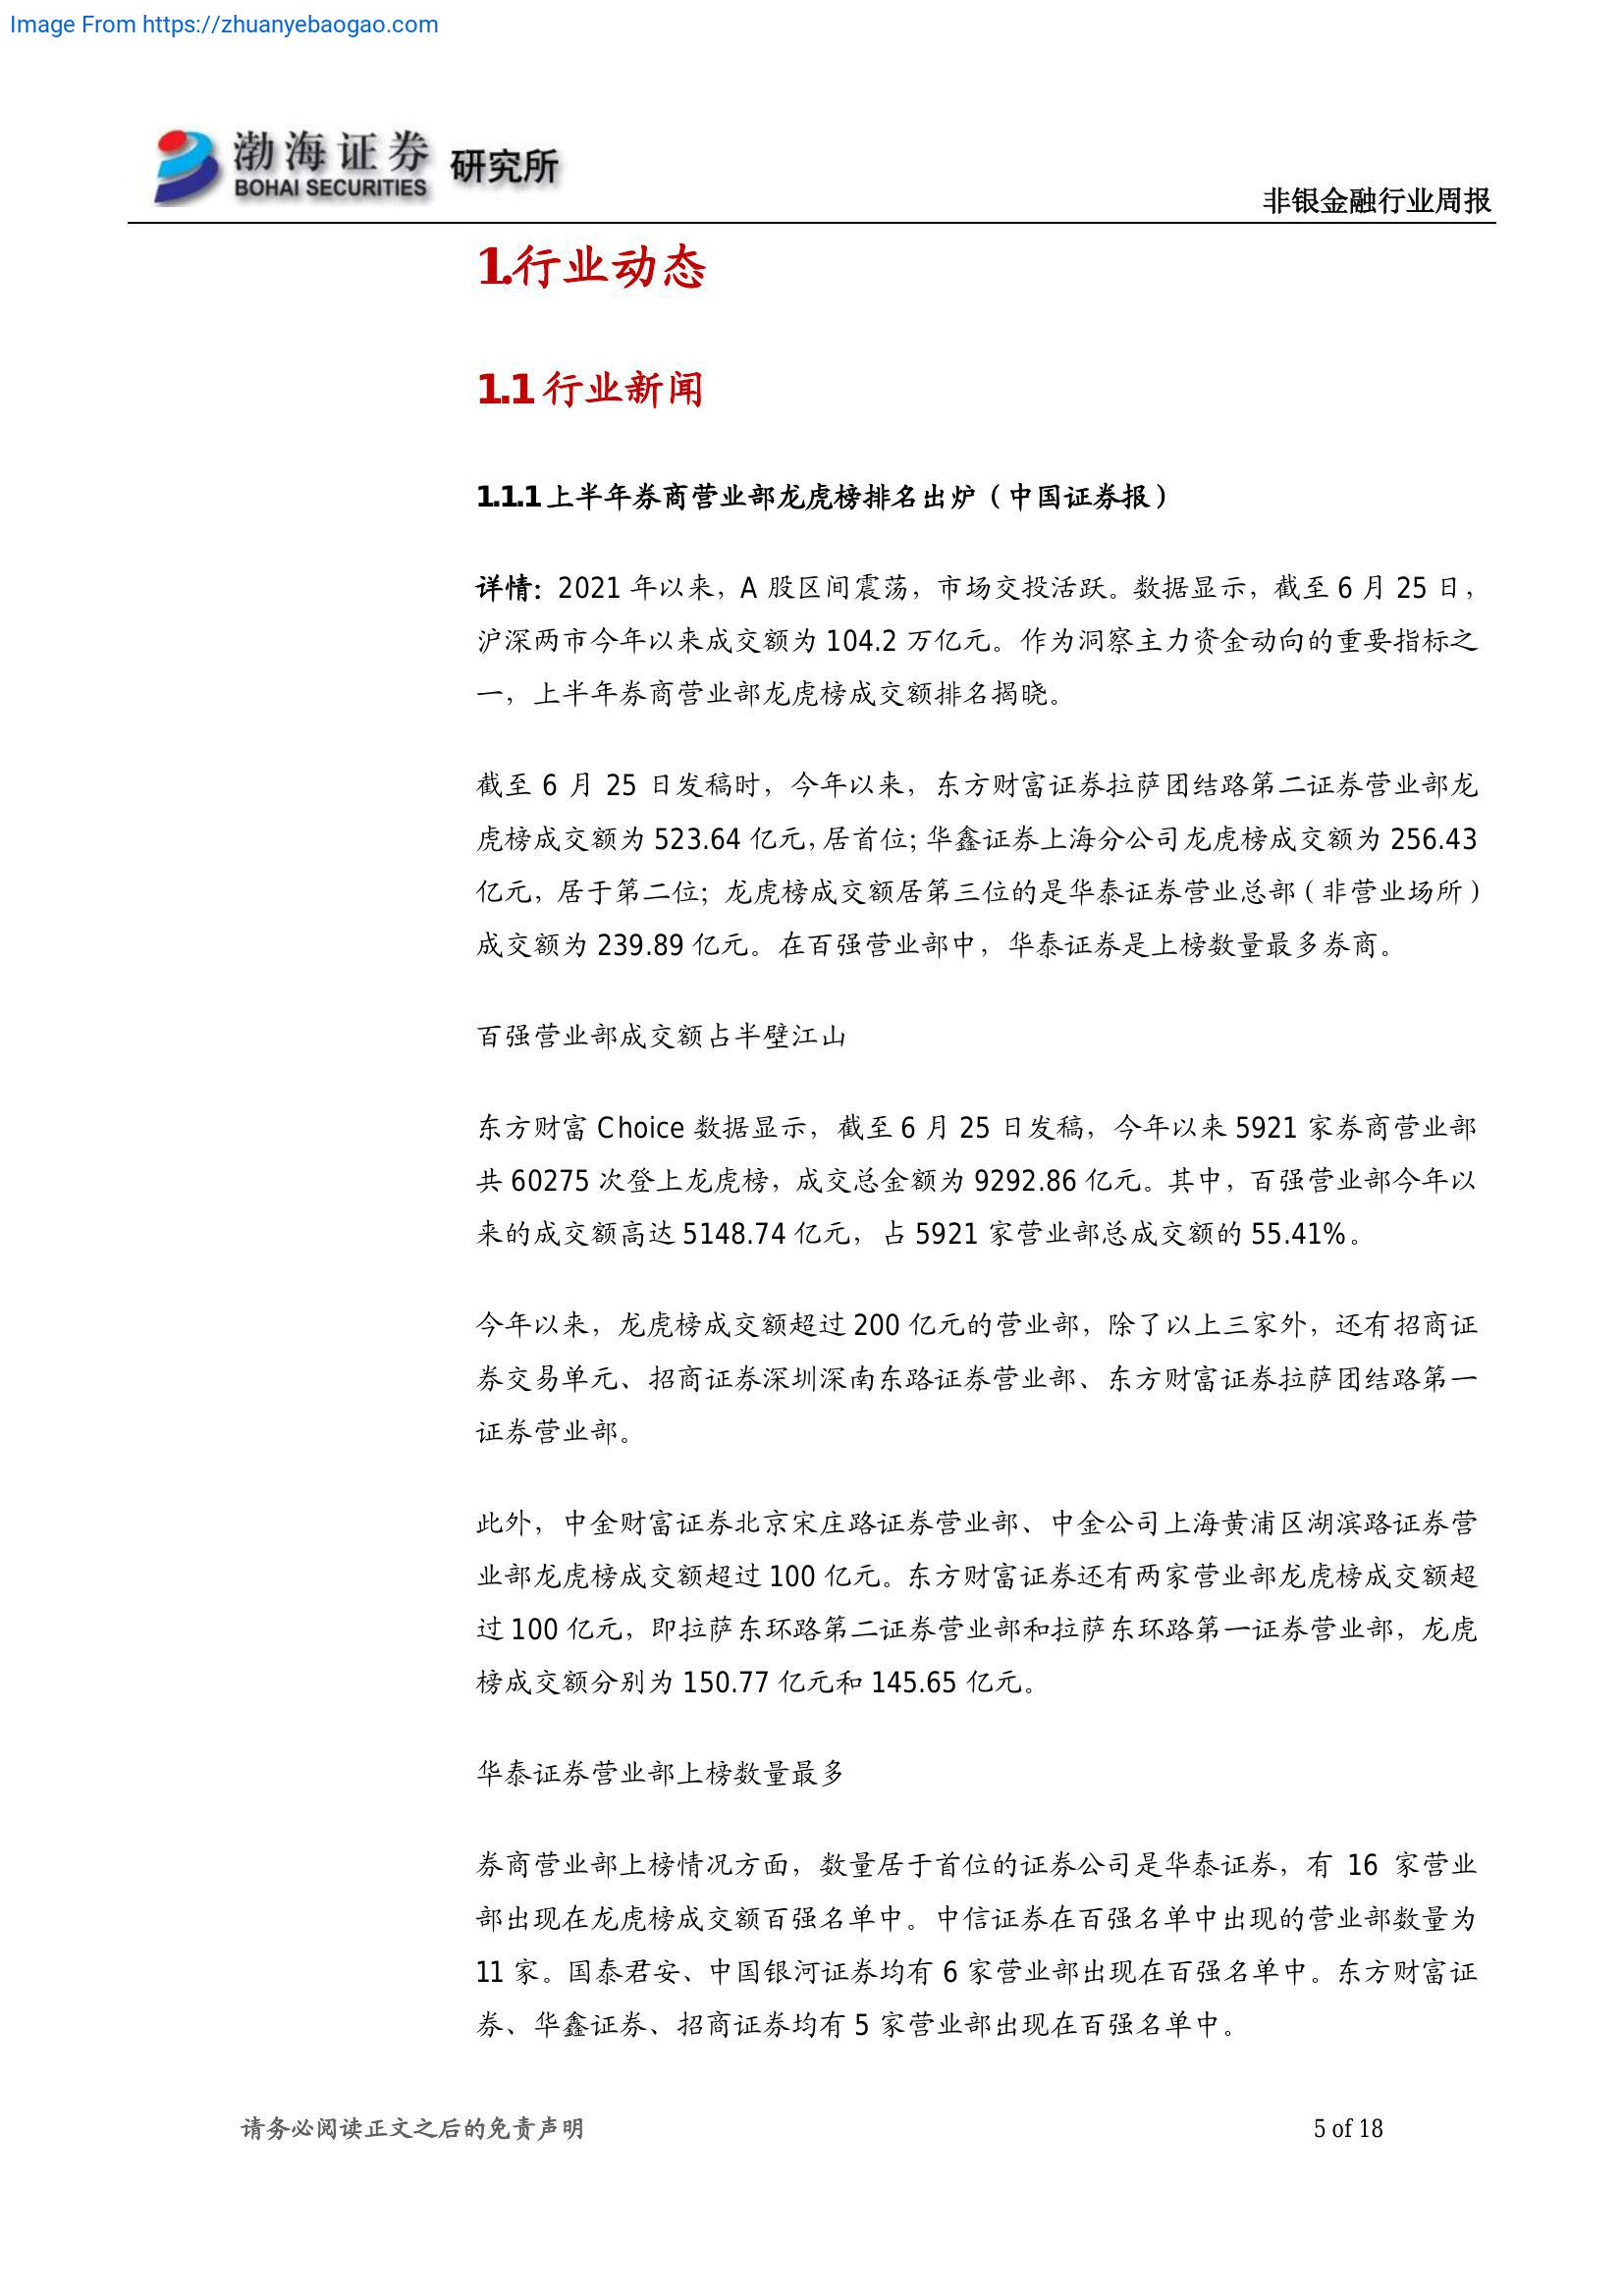 Image From https://zhuanyebaogao.com
渤海证券 研究所
BOHAI SECURITIES
非银金融行业周报
1.行业动态
1.1 行业新闻
1.1.1 上半年券商营业部龙虎榜排名出炉（中国证券报）
详情：2021 年以来，A 股区间震荡，市场交投活跃。数据显示，截至 6 月 25 日，
沪深两市今年以来成交额为 104.2 万亿元。作为洞察主力资金动向的重要指标之
一，上半年券商营业部龙虎榜成交额排名揭晓。
截至 6 月 25 日发稿时，今年以来，东方财富证券拉萨团结路第二证券营业部龙
虎榜成交额为 523.64 亿元，居首位；华鑫证券上海分公司龙虎榜成交额为 256.43
亿元，居于第二位；龙虎榜成交额居第三位的是华泰证券营业总部（非营业场所）
成交额为 239.89 亿元。在百强营业部中，华泰证券是上榜数量最多券商。
百强营业部成交额占半壁江山
东方财富 Choice 数据显示，截至 6 月 25 日发稿，今年以来 5921 家券商营业部
共 60275 次登上龙虎榜，成交总金额为 9292.86 亿元。其中，百强营业部今年以
来的成交额高达 5148.74 亿元，占 5921 家营业部总成交额的 55.41%。
今年以来，龙虎榜成交额超过 200 亿元的营业部，除了以上三家外，还有招商证
券交易单元、招商证券深圳深南东路证券营业部、东方财富证券拉萨团结路第一
证券营业部。
此外，中金财富证券北京宋庄路证券营业部、中金公司上海黄浦区湖滨路证券营
业部龙虎榜成交额超过 100 亿元。东方财富证券还有两家营业部龙虎榜成交额超
过 100 亿元，即拉萨东环路第二证券营业部和拉萨东环路第一证券营业部，龙虎
榜成交额分别为 150.77 亿元和 145.65 亿元。
华泰证券营业部上榜数量最多
券商营业部上榜情况方面，数量居于首位的证券公司是华泰证券，有 16 家营业
部出现在龙虎榜成交额百强名单中。中信证券在百强名单中出现的营业部数量为
11 家。国泰君安、中国银河证券均有 6 家营业部出现在百强名单中。东方财富证
券、华鑫证券、招商证券均有 5 家营业部出现在百强名单中。
请务必阅读正文之后的免责声明
5 of 18